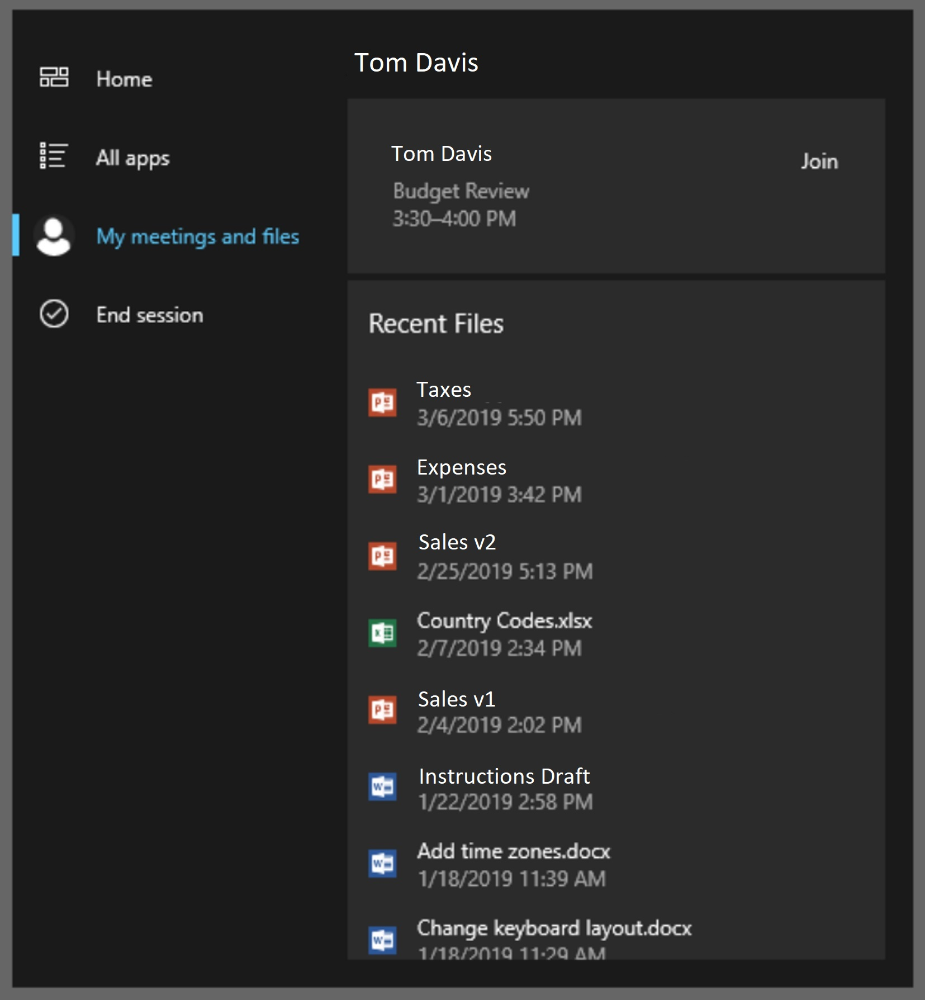 Home
All apps
My meetings and files
End session
Tom Davis
Tom Davis
Join
Budget Review
3:30–4:00 PM
Recent Files
Taxes
3/6/2019 5:50 PM
Expenses
3/1/2019 3:42 PM
Sales v2
2/25/2019 5:13 PM
Country Codes.xlsx
2/7/2019 2:34 PM
Sales v1
2/4/2019 2:02 PM
Instructions Draft
1/22/2019 2:58 PM
Add time zones.docx
1/18/2019 11:39 AM
Change keyboard layout.docx
1/18/2019 11:29 AM